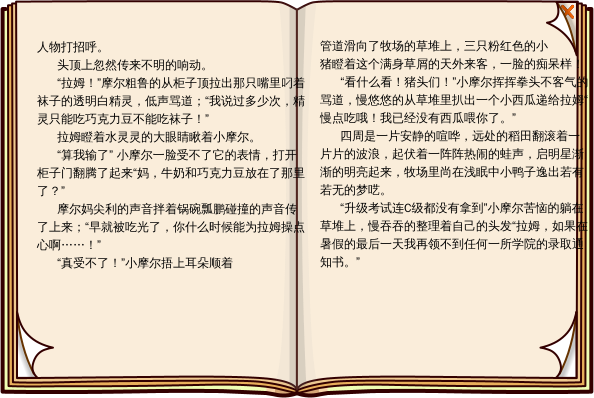 人物打招呼。
头顶上忽然传来不明的响动。
“拉姆！”摩尔粗鲁的从柜子顶拉出那只嘴里叼着
袜子的透明白精灵，低声骂道；“我说过多少次，精
灵只能吃巧克力豆不能吃袜子！”
拉姆瞪着水灵灵的大眼睛瞅着小摩尔。
“算我输了” 小摩尔一脸受不了它的表情，打开
柜子门翻腾了起来“妈，牛奶和巧克力豆放在了那里
了？”
摩尔妈尖利的声音拌着锅碗瓢鹏碰撞的声音传
了上来；“早就被吃光了，你什么时候能为拉姆操点
心啊……！”
“真受不了！”小摩尔捂上耳朵顺着
管道滑向了牧场的草堆上，三只粉红色的小
猪瞪着这个满身草屑的天外来客，一脸的痴呆样！
“看什么看！猪头们！”小摩尔挥挥拳头不客气的
骂道，慢悠悠的从草堆里扒出一个小西瓜递给拉姆“
慢点吃哦！我已经没有西瓜喂你了。”
四周是一片安静的喧哗，远处的稻田翻滚着一
片片的波浪，起伏着一阵阵热闹的蛙声，启明星渐
渐的明亮起来，牧场里尚在浅眠中小鸭子逸出若有
若无的梦呓。
“升级考试连C级都没有拿到”小摩尔苦恼的躺在
草堆上，慢吞吞的整理着自己的头发“拉姆，如果在
暑假的最后一天我再领不到任何一所学院的录取通
知书。”